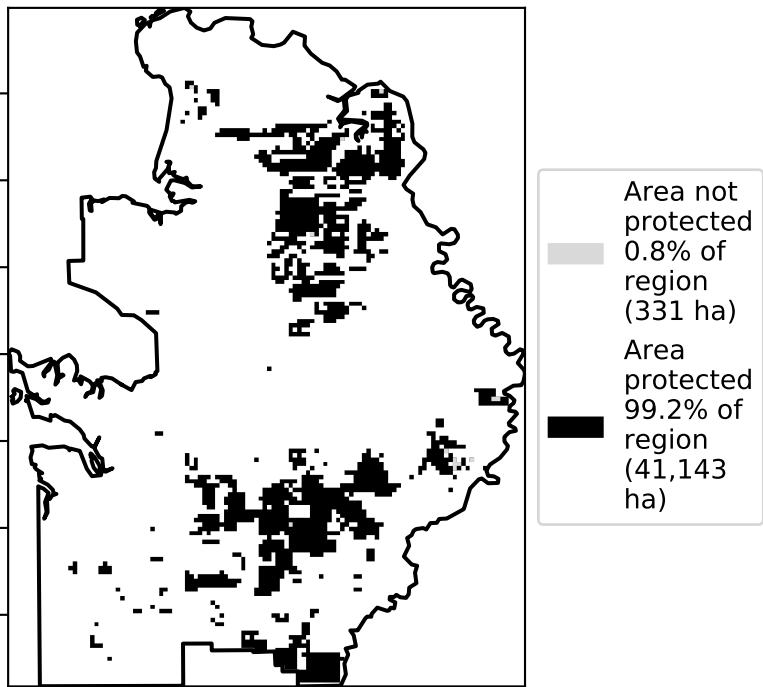 Area not
protected
0.8% of
region
(331 ha)
Area
protected
99.2% of
region
(41,143
ha)